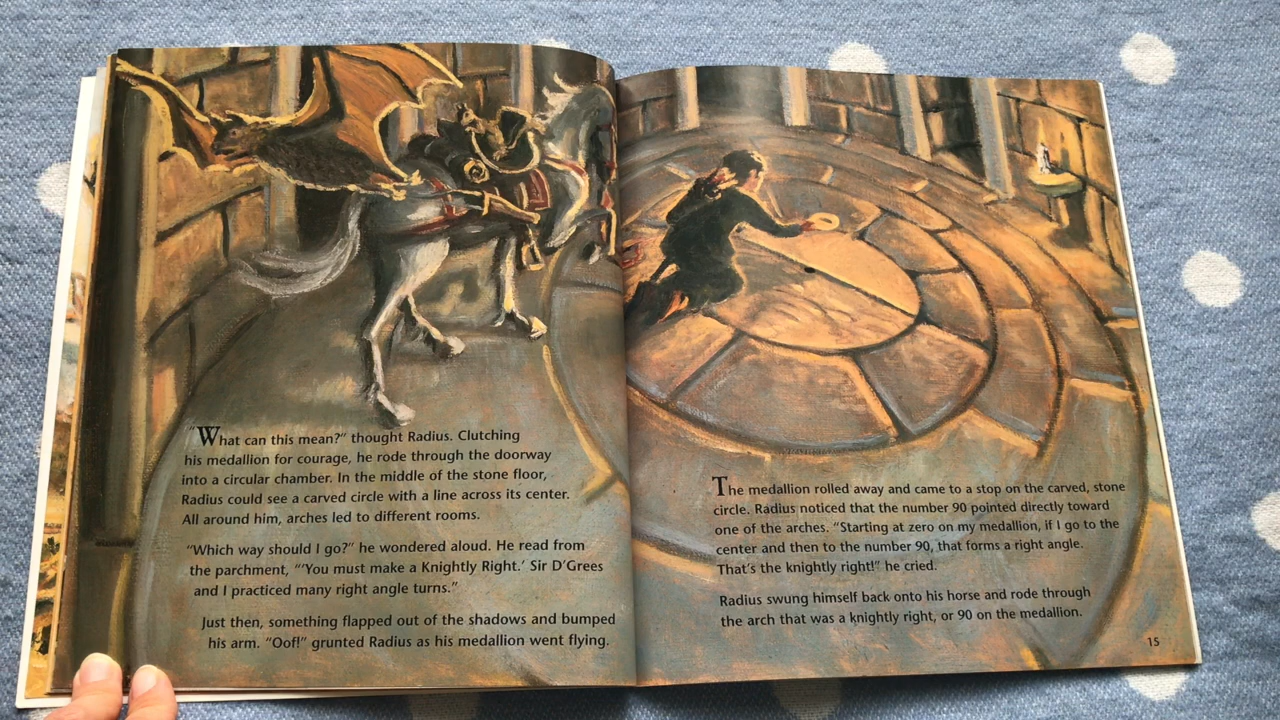 "What can this mean?" thought Radius. Clutching
his medallion for courage, he rode through the doorway
into a circular chamber. In the middle of the stone floor,
Radius could see a carved circle with a line across its center.
All around him, arches led to different rooms.
"Which way should I go?" he wondered aloud. He read from
the parchment, "'You must make a Knightly Right.' Sir D'Grees
and I practiced many right angle turns."
Just then, something flapped out of the shadows and bumped
his arm. "Oof!" grunted Radius as his medallion went flying.
The medallion rolled away and came to a stop on the carved, stone
circle. Radius noticed that the number 90 pointed directly toward
one of the arches. "Starting at zero on my medallion, if I go to the
center and then to the number 90, that forms a right angle.
That's the knightly right!" he cried.
Radius swung himself back onto his horse and rode through
the arch that was a knightly right, or 90 on the medallion.
15